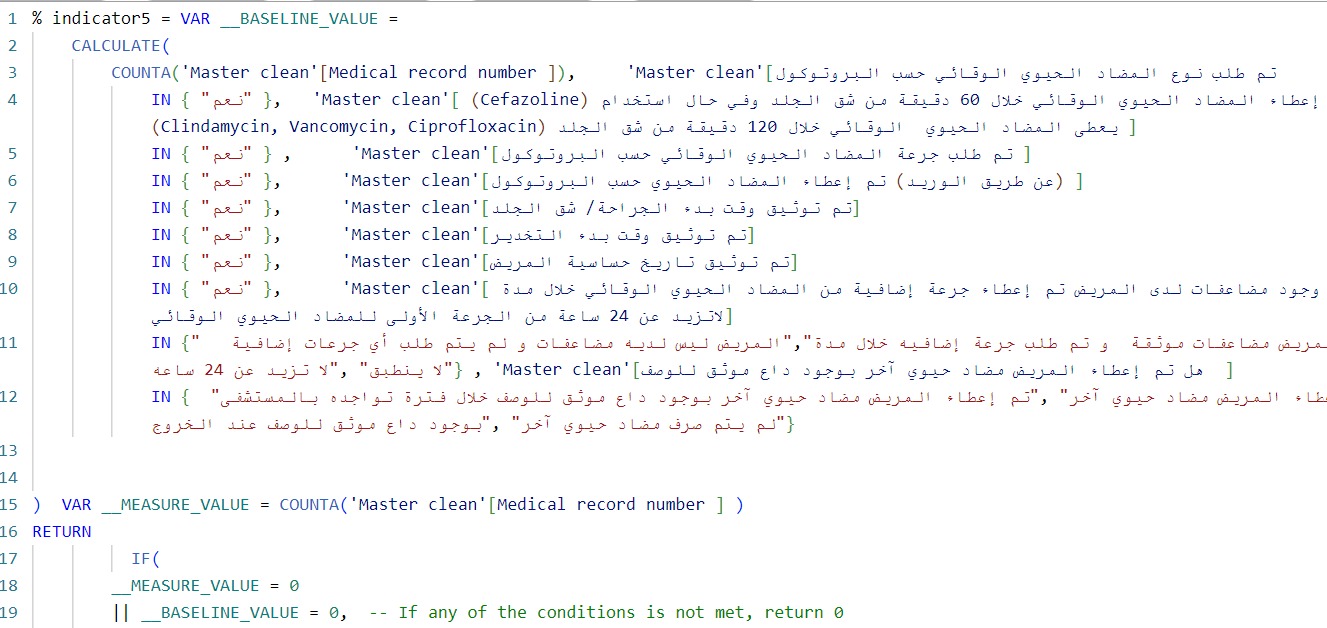 1 % indicator5 = VAR __BASELINE_VALUE =
2 CALCULATE(
3 COUNTA('Master clean'[Medical record number ]), 'Master clean'[تم طلب نوع المضاد الحيوي الوقائي حسب البروتوكول
4 IN { "نعم" }, 'Master clean'[ (Cefazoline) إعطاء المضاد الحيوي الوقائي خلال 60 دقيقة من شق الجلد وفي حال استخدام
(Clindamycin, Vancomycin, Ciprofloxacin) يعطى المضاد الحيوي الوقائي خلال 120 دقيقة من شق الجلد ]
5 IN { "نعم" } , 'Master clean'[تم طلب جرعة المضاد الحيوي الوقائي حسب البروتوكول ]
6 IN { "نعم" }, 'Master clean'[تم إعطاء المضاد الحيوي حسب البروتوكول (عن طريق الوريد) ]
7 IN { "نعم" }, 'Master clean'[تم توثيق وقت بدء الجراحة/ شق الجلد]
8 IN { "نعم" }, 'Master clean'[تم توثيق وقت بدء التخدير]
9 IN { "نعم" }, 'Master clean'[تم توثيق تاريخ حساسية المريض]
10 IN { "نعم" }, 'Master clean'[ وجود مضاعفات لدى المريض تم إعطاء جرعة إضافية من المضاد الحيوي الوقائي خلال مدة
لاتزيد عن 24 ساعة من الجرعة الأولى للمضاد الحيوي الوقائي]
11 IN {"المريض ليس لديه مضاعفات و لم يتم طلب أي جرعات إضافية "," مضاعفات موثقة و تم طلب جرعة إضافيه خلال مدة
لا تزيد عن 24 ساعه", "لا ينطبق"} , 'Master clean'[هل تم إعطاء المريض مضاد حيوي آخر بوجود داع موثق للوصف ]
12 IN { "تم إعطاء المريض مضاد حيوي آخر بوجود داع موثق للوصف خلال فترة تواجده بالمستشفى", " المريض مضاد حيوي آخر
بوجود داع موثق للوصف عند الخروج", "لم يتم صرف مضاد حيوي آخر"}
13
14
15 ) VAR __MEASURE_VALUE = COUNTA('Master clean'[Medical record number ] )
16 RETURN
17 IF(
18 __MEASURE_VALUE = 0
19 || __BASELINE_VALUE = 0, -- If any of the conditions is not met, return 0